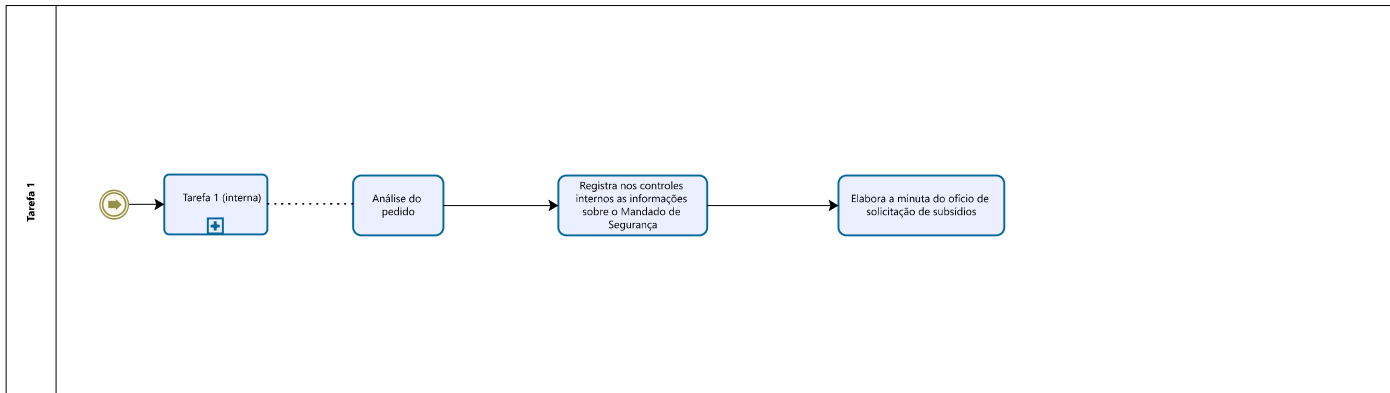 Tarefa 1
Tarefa 1 (interna)
Análise do
pedido
Registra nos controles
internos as informações
sobre o Mandado de
Segurança
Elabora a minuta do ofício de
solicitação de subsídios